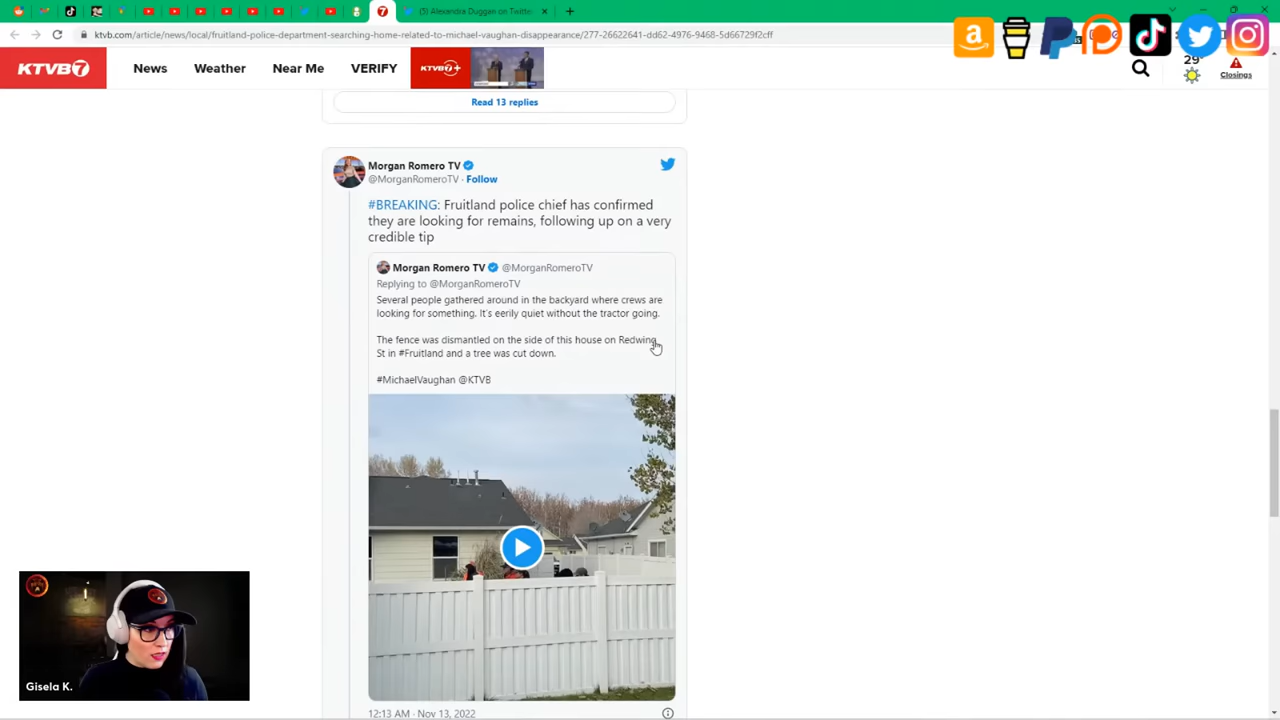 (5) Alexandra Duggan on Twitte
ktvb.com/article/news/local/fruitland-police-department-searching-home-related-to-michael-vaughan-disappearance/277-26622641-dd62-4976-9468-5d66729f2cff
KTVB7
News
Weather
Near Me
VERIFY
KTVB7+
29°
Closings
Read 13 replies
Morgan Romero TV
@MorganRomeroTV · Follow
#BREAKING: Fruitland police chief has confirmed
they are looking for remains, following up on a very
credible tip
Morgan Romero TV @MorganRomeroTV
Replying to @MorganRomeroTV
Several people gathered around in the backyard where crews are
looking for something. It's eerily quiet without the tractor going.
The fence was dismantled on the side of this house on Redwing
St in #Fruitland and a tree was cut down.
#MichaelVaughan @KTVB
12:13 AM · Nov 13, 2022
Gisela K.